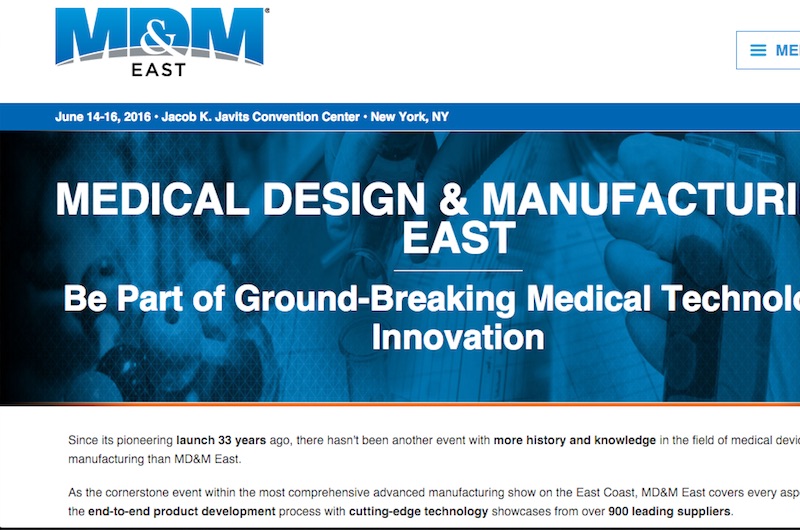 MD&M®
EAST
June 14-16, 2016 • Jacob K. Javits Convention Center • New York, NY
MEDICAL DESIGN & MANUFACTURI
EAST
Be Part of Ground-Breaking Medical Technolo
Innovation
Since its pioneering launch 33 years ago, there hasn't been another event with more history and knowledge in the field of medical devic
manufacturing than MD&M East.
As the cornerstone event within the most comprehensive advanced manufacturing show on the East Coast, MD&M East covers every asp
the end-to-end product development process with cutting-edge technology showcases from over 900 leading suppliers.